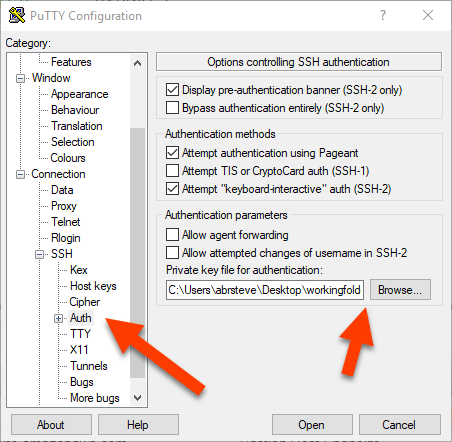 PuTTY Configuration
Category:
Features
Window
Appearance
Behaviour
Translation
Selection
Colours
Connection
Data
Proxy
Telnet
Rlogin
SSH
Kex
Host keys
Cipher
Auth
TTY
X11
Tunnels
Bugs
More bugs
Options controlling SSH authentication
Display pre-authentication banner (SSH-2 only)
Bypass authentication entirely (SSH-2 only)
Authentication methods
Attempt authentication using Pageant
Attempt TIS or CryptoCard auth (SSH-1)
Attempt "keyboard-interactive" auth (SSH-2)
Authentication parameters
Allow agent forwarding
Allow attempted changes of username in SSH-2
Private key file for authentication:
C:\Users\abrsteve\Desktop\workingfold
Browse...
About
Help
Open
Cancel